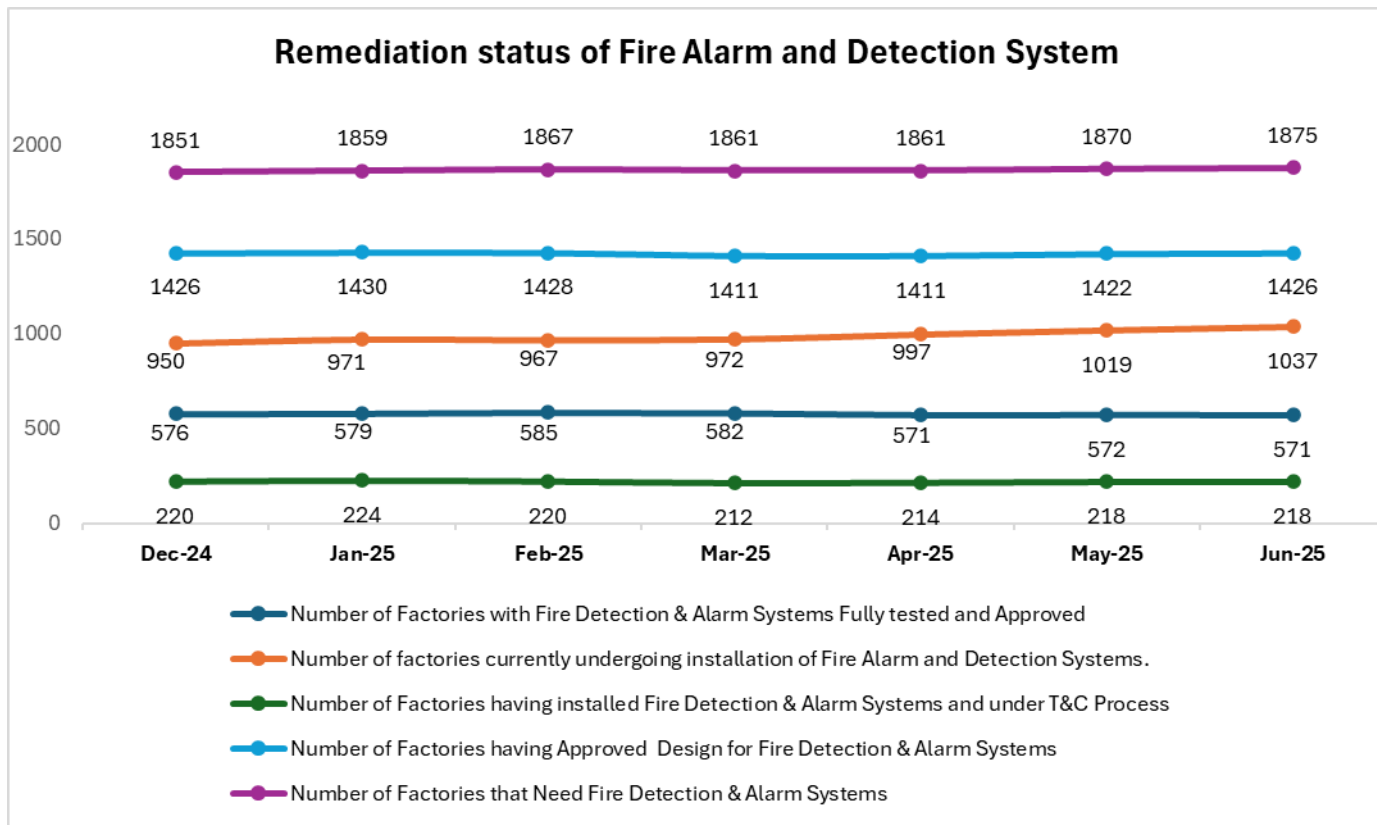 Remediation status of Fire Alarm and Detection System
2000
1851 1859 1867 1861 1861 1870 1875
1500
1426 1430 1428 1411 1411 1422 1426
1000
950 971 967 972 997 1019 1037
500
576 579 585 582 571 572 571
0
220 224 220 212 214 218 218
Dec-24 Jan-25 Feb-25 Mar-25 Apr-25 May-25 Jun-25
Number of Factories with Fire Detection & Alarm Systems Fully tested and Approved
Number of factories currently undergoing installation of Fire Alarm and Detection Systems.
Number of Factories having installed Fire Detection & Alarm Systems and under T&C Process
Number of Factories having Approved  Design for Fire Detection & Alarm Systems
Number of Factories that Need Fire Detection & Alarm Systems